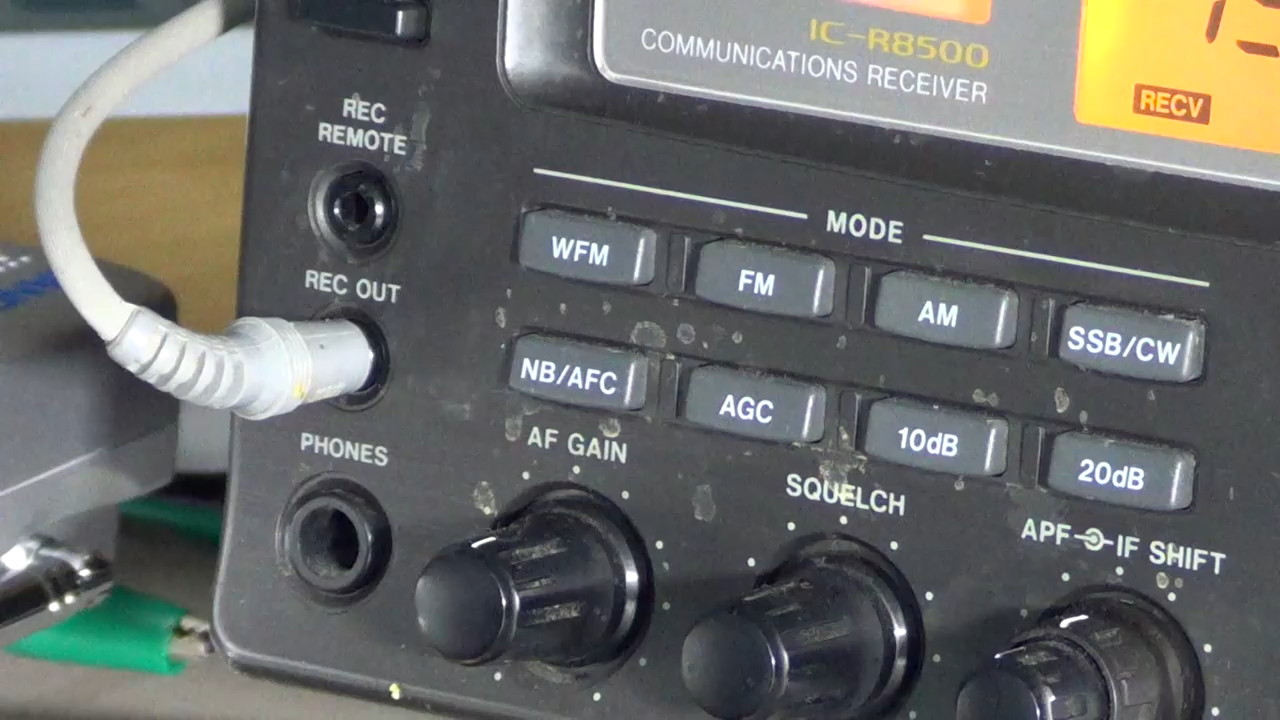 IC-R8500
COMMUNICATIONS RECEIVER
RECV
REC
REMOTE
MODE
WFM
FM
AM
SSB/CW
REC OUT
NB/AFC
AGC
10dB
20dB
PHONES
AF GAIN
SQUELCH
APF
IF SHIFT